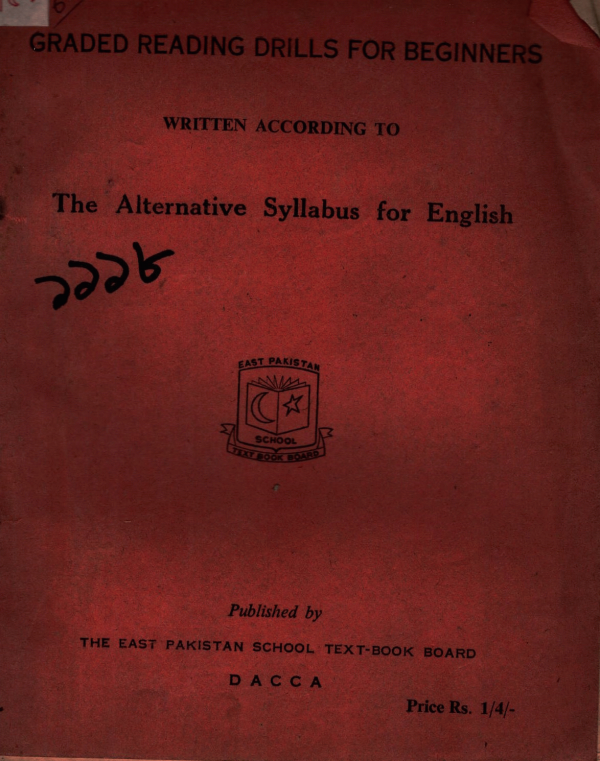 GRADED READING DRILLS FOR BEGINNERS
WRITTEN ACCORDING TO
The Alternative Syllabus for English
১১১৮
EAST PAKISTAN
SCHOOL
TEXT BOOK BOARD
Published by
THE EAST PAKISTAN SCHOOL TEXT-BOOK BOARD
DACCA
Price Rs. 1/4/-